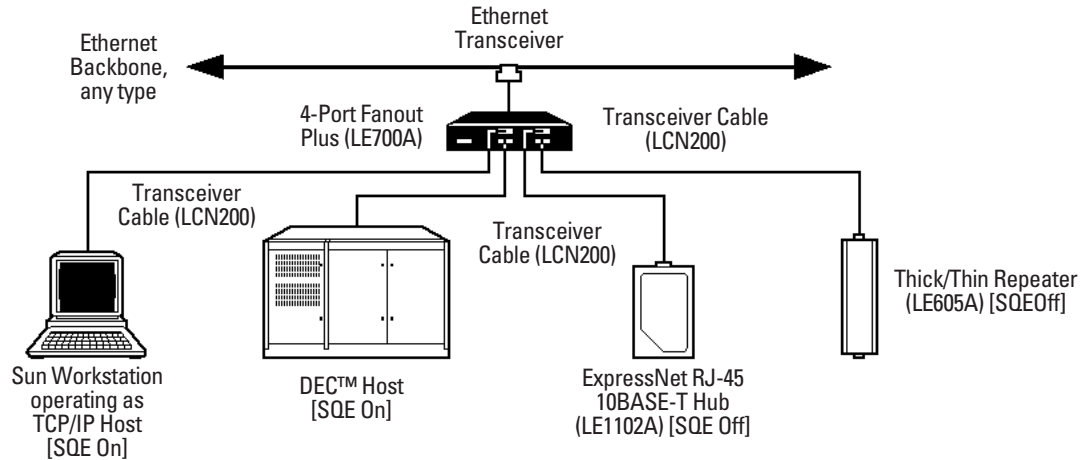 Ethernet
Transceiver
Ethernet
Backbone,
any type
4-Port Fanout
Plus (LE700A)
Transceiver Cable
(LCN200)
Transceiver
Cable (LCN200)
Transceiver
Cable (LCN200)
Thick/Thin Repeater
(LE605A) [SQEOff]
Sun Workstation
operating as
TCP/IP Host
[SQE On]
DEC™ Host
[SQE On]
ExpressNet RJ-45
10BASE-T Hub
(LE1102A) [SQE Off]